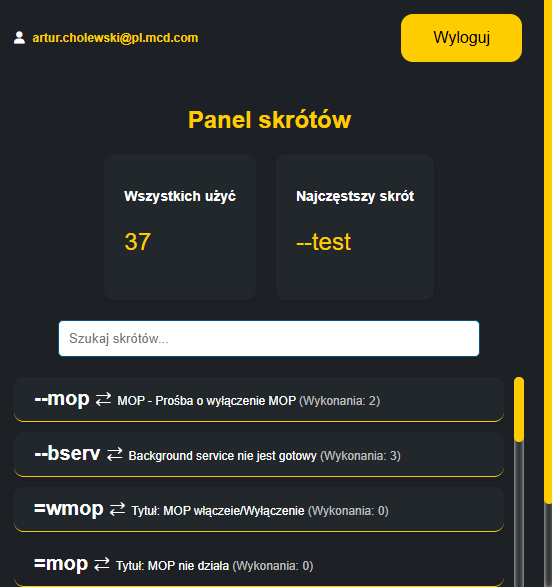 artur.cholewski@pl.mcd.com
Wyloguj
Panel skrótów
Wszystkich użyć
37
Najczęstszy skrót
--test
Szukaj skrótów...
--mop ⇄ MOP - Prośba o wyłączenie MOP (Wykonania: 2)
--bserv ⇄ Background service nie jest gotowy (Wykonania: 3)
=wmop ⇄ Tytuł: MOP włączeie/Wyłączenie (Wykonania: 0)
=mop ⇄ Tytuł: MOP nie działa (Wykonania: 0)